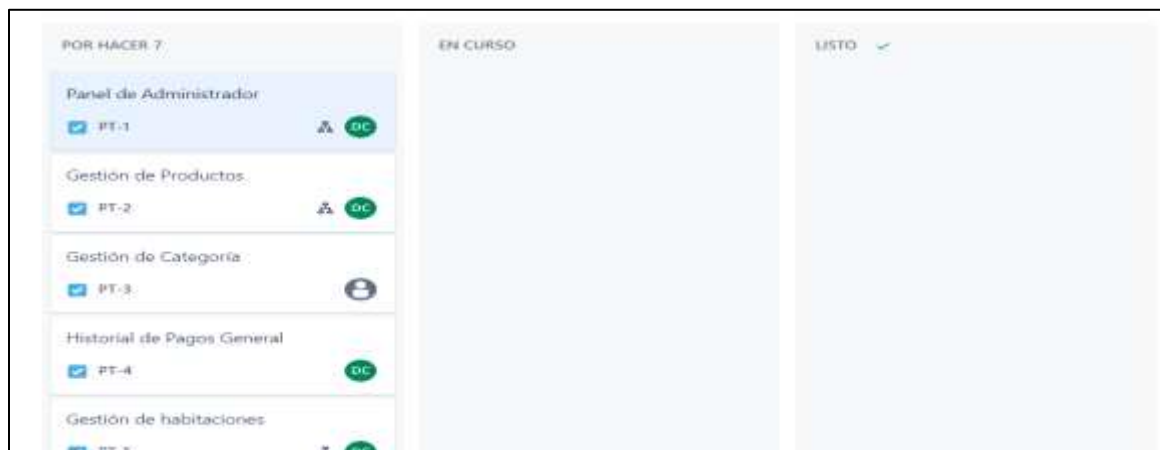 POR HACER 7
EN CURSO
LISTO
Panel de Administrador
PT-1
DC
Gestión de Productos
PT-2
DC
Gestión de Categoría
PT-3
Historial de Pagos General
PT-4
DC
Gestión de habitaciones